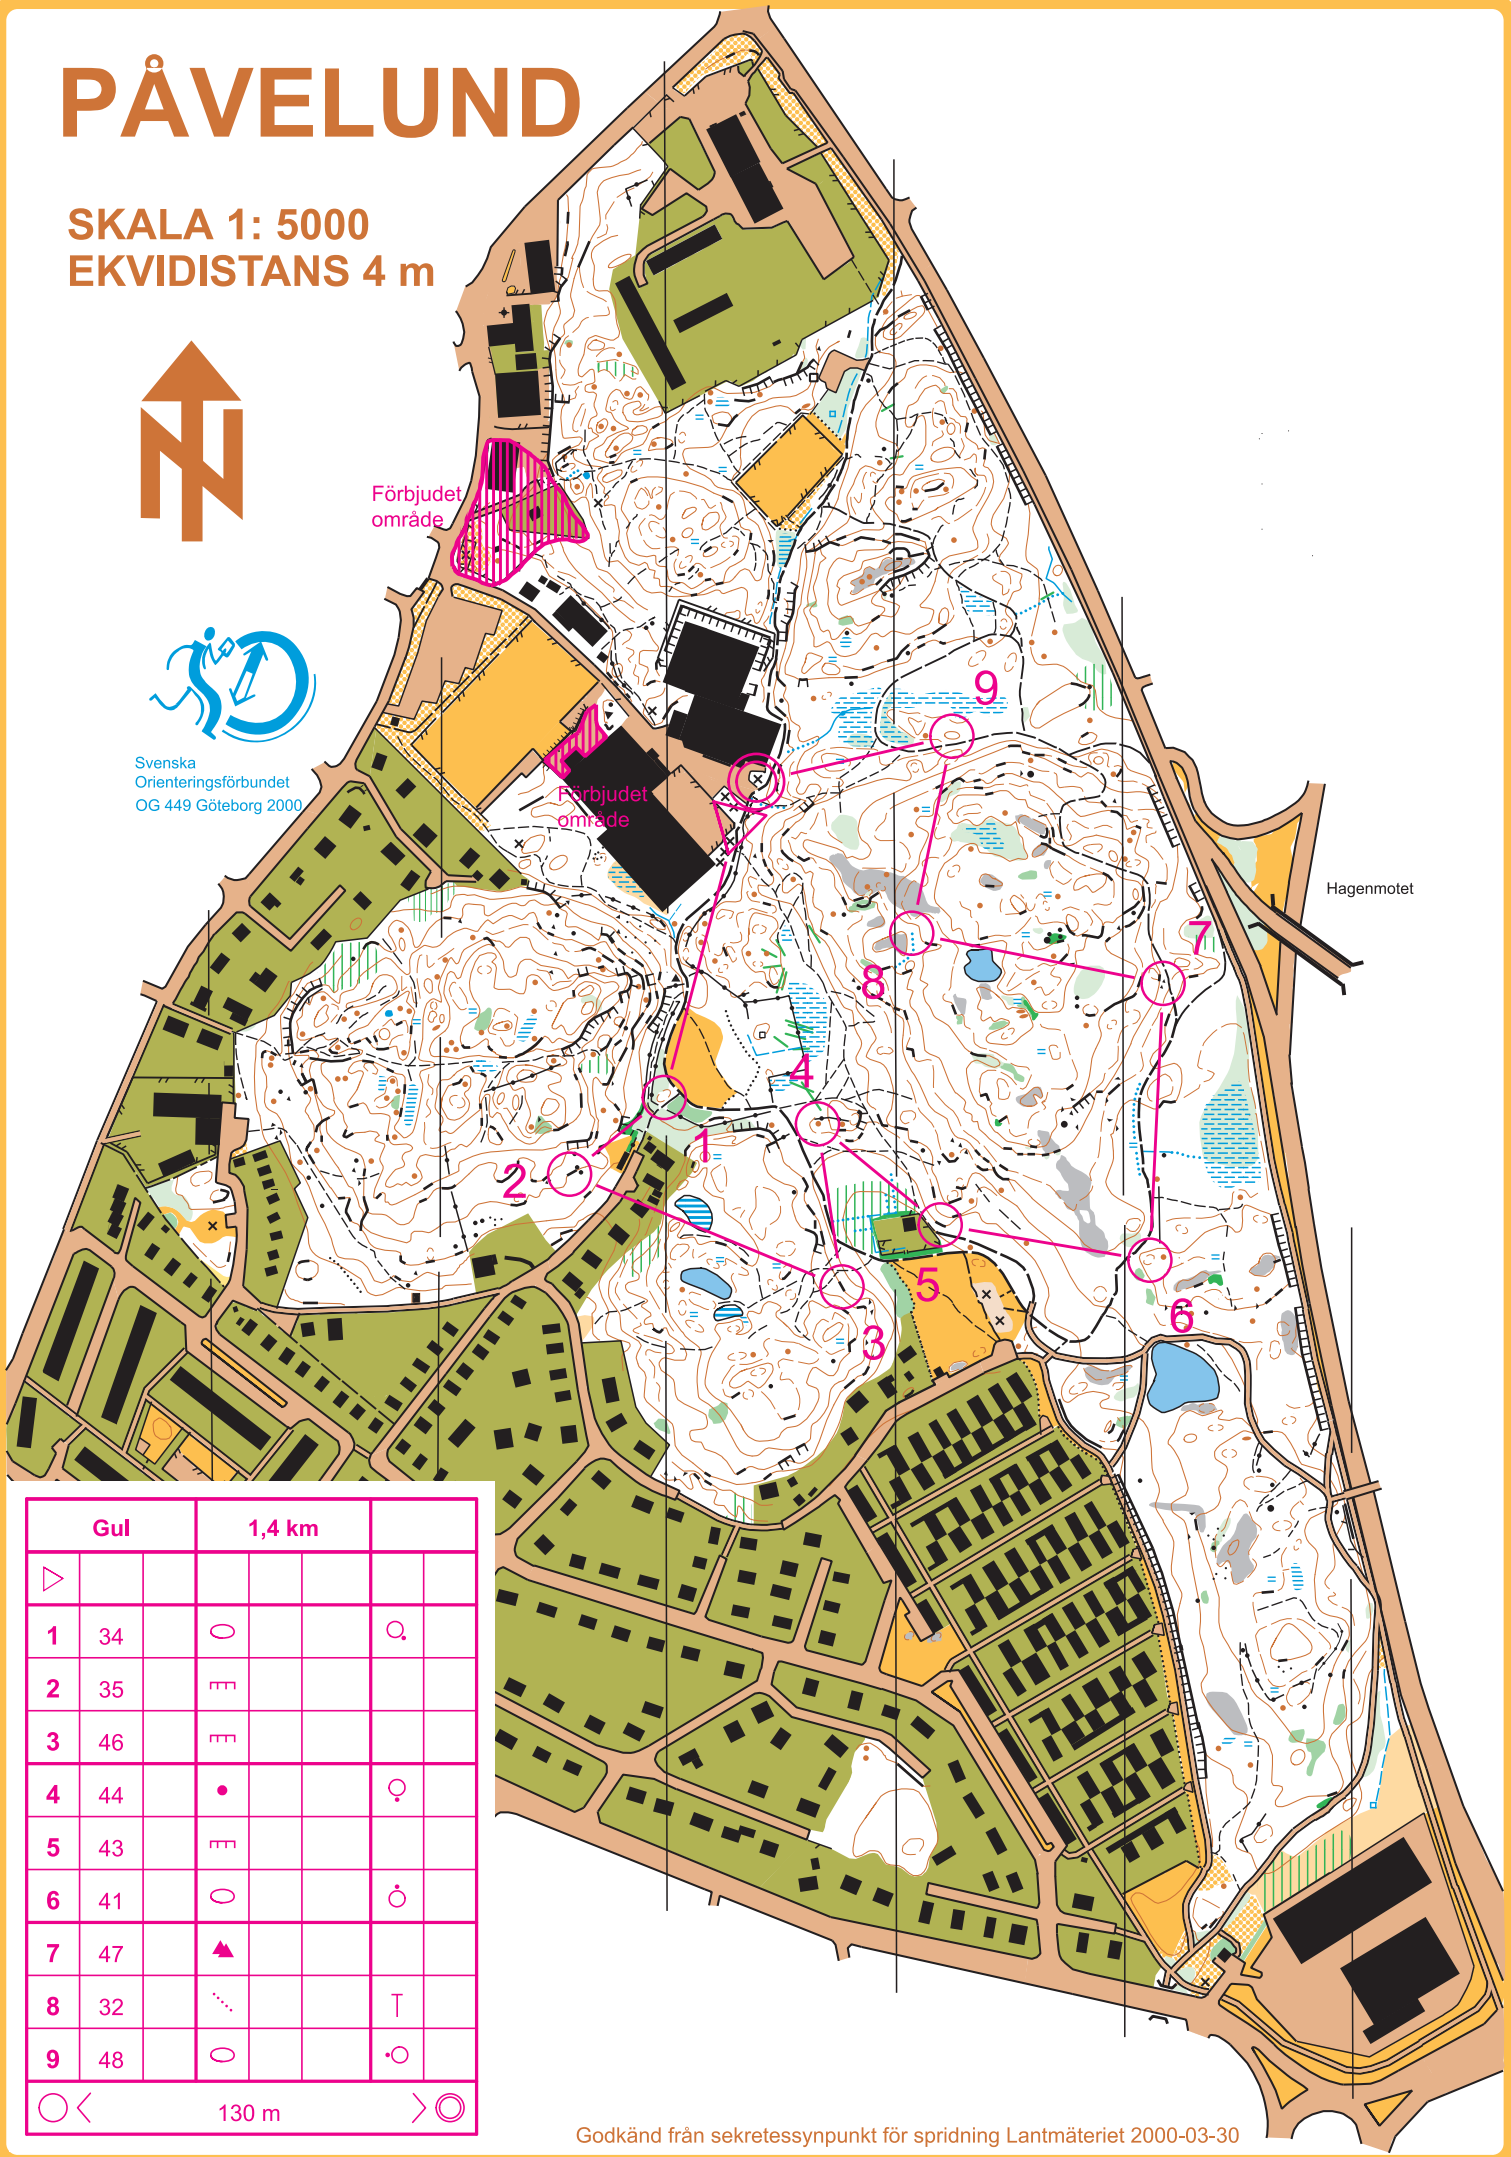 PÅVELUND
SKALA 1: 5000
EKVIDISTANS 4 m
Förbjudet
område
Svenska
Orienteringsförbundet
OG 449 Göteborg 2000
Förbjudet
område
Hagenmotet
9
7
8
4
1
2
5
6
3
Gul 1,4 km
1 34
2 35
3 46
4 44
5 43
6 41
7 47
8 32
9 48
130 m
Godkänd från sekretessynpunkt för spridning Lantmäteriet 2000-03-30